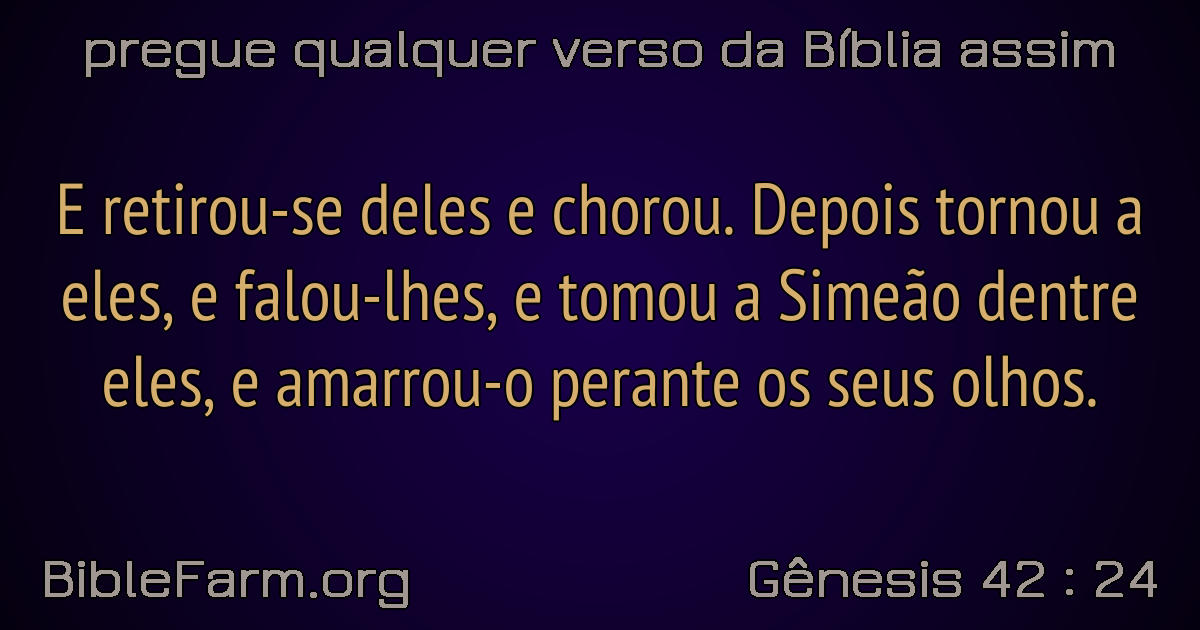 pregue qualquer verso da Bíblia assim
E retirou-se deles e chorou. Depois tornou a
eles, e falou-lhes, e tomou a Simeão dentre
eles, e amarrou-o perante os seus olhos.
BibleFarm.org
Gênesis 42 : 24